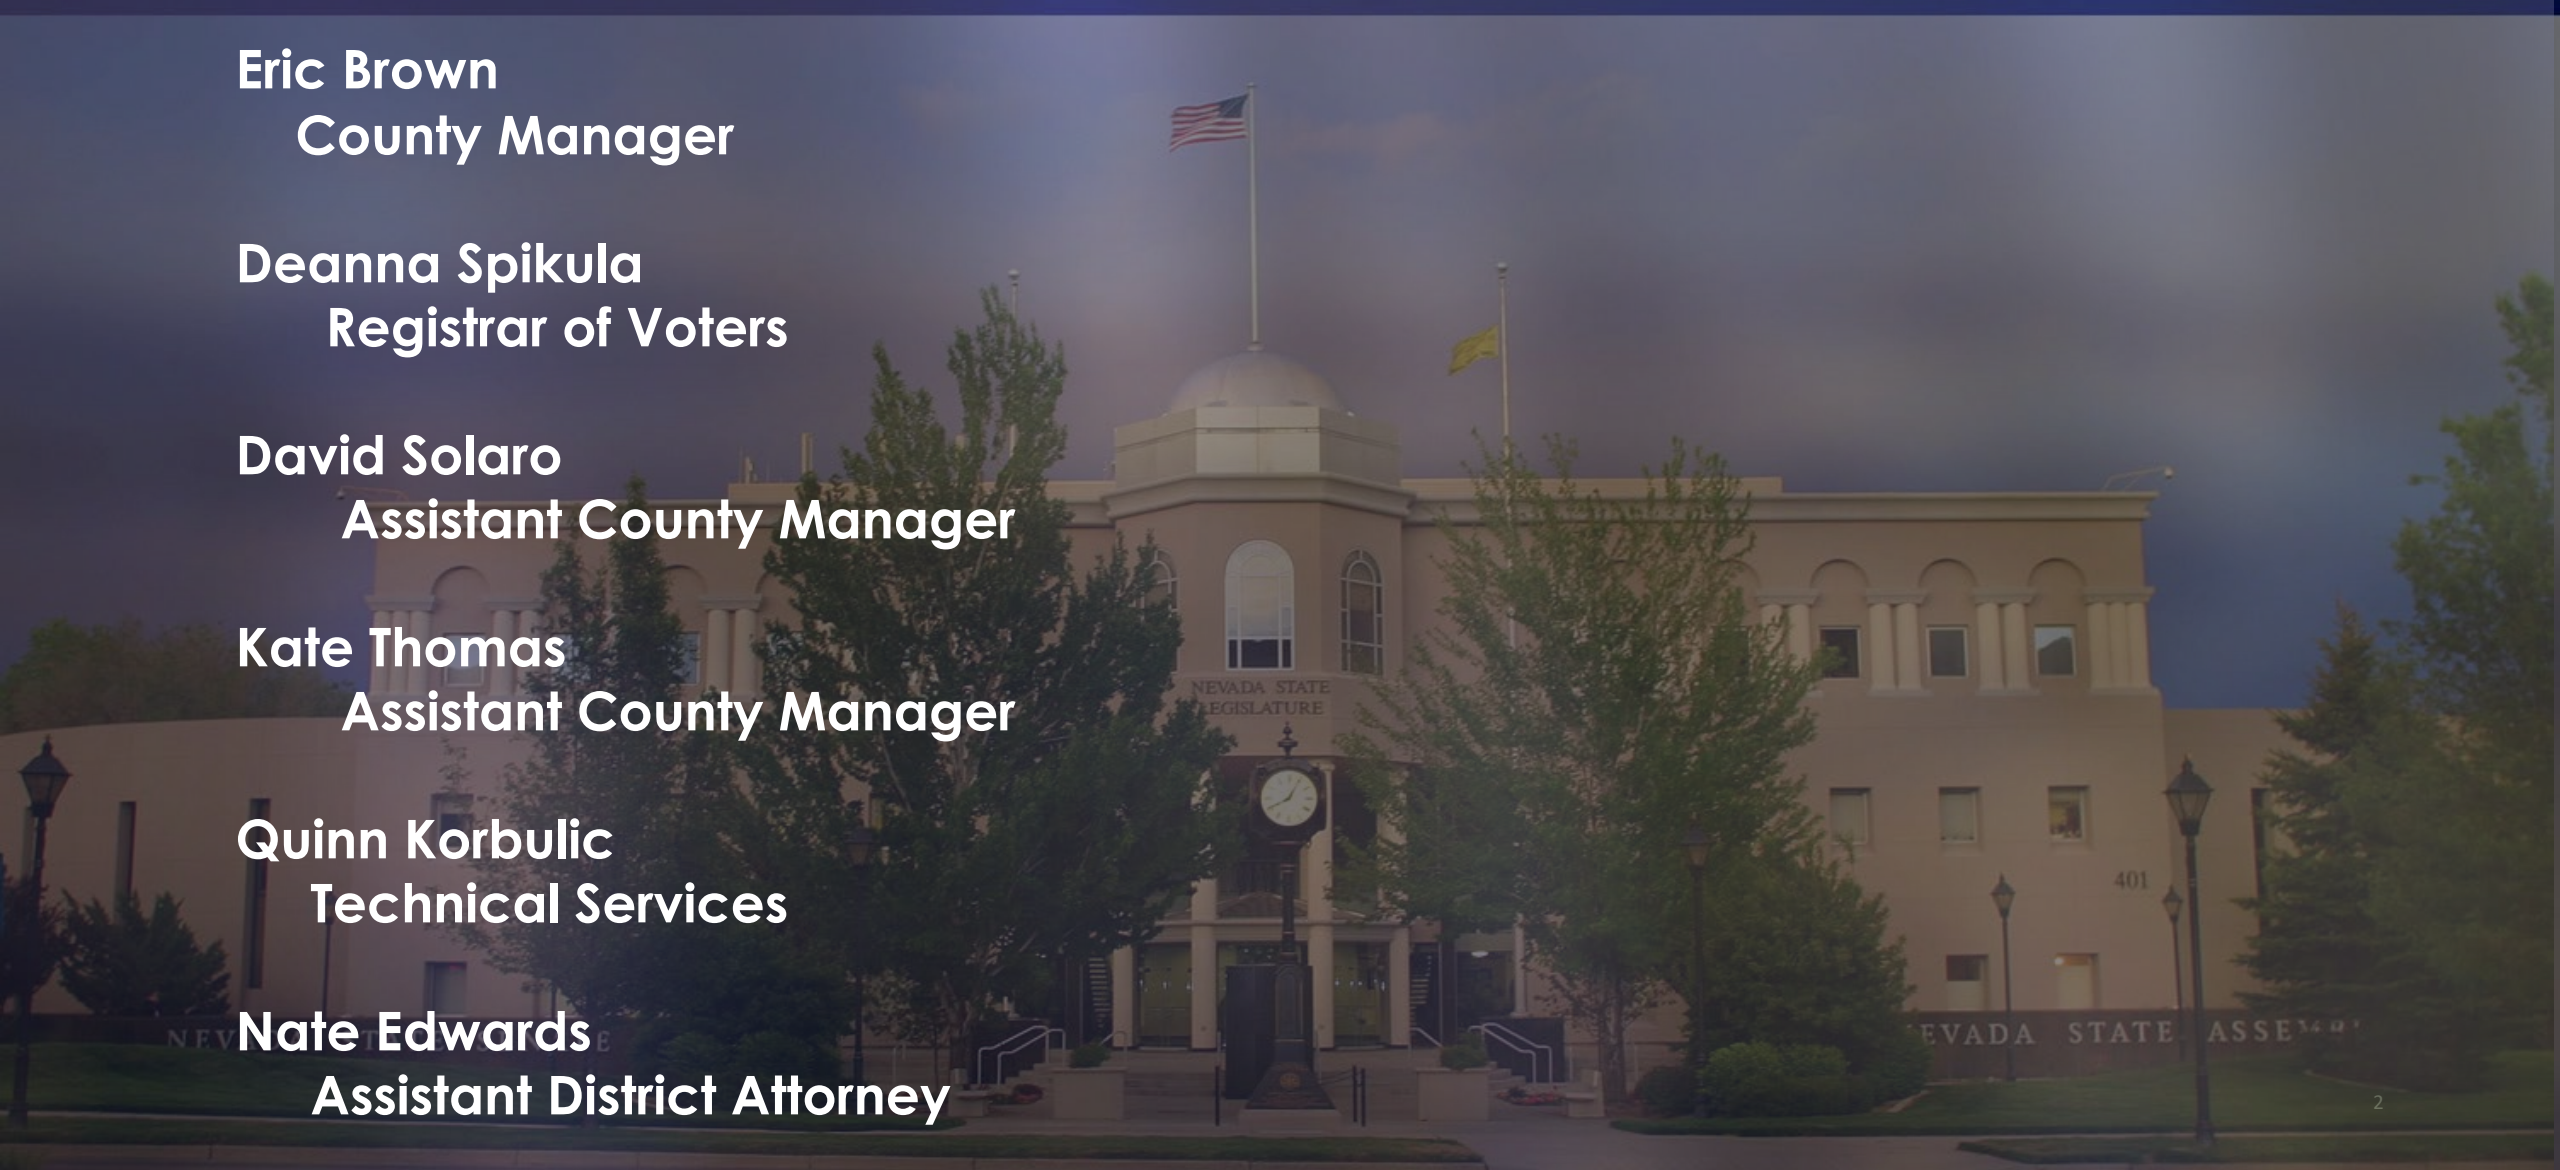 Eric Brown
County Manager
Deanna Spikula
Registrar of Voters
David Solaro
Assistant County Manager
Kate Thomas
Assistant County Manager
NEVADA STATE
LEGISLATURE
Quinn Korbulic
Technical Services
401
Nate Edwards
STATE
Assistant District Attorney
2